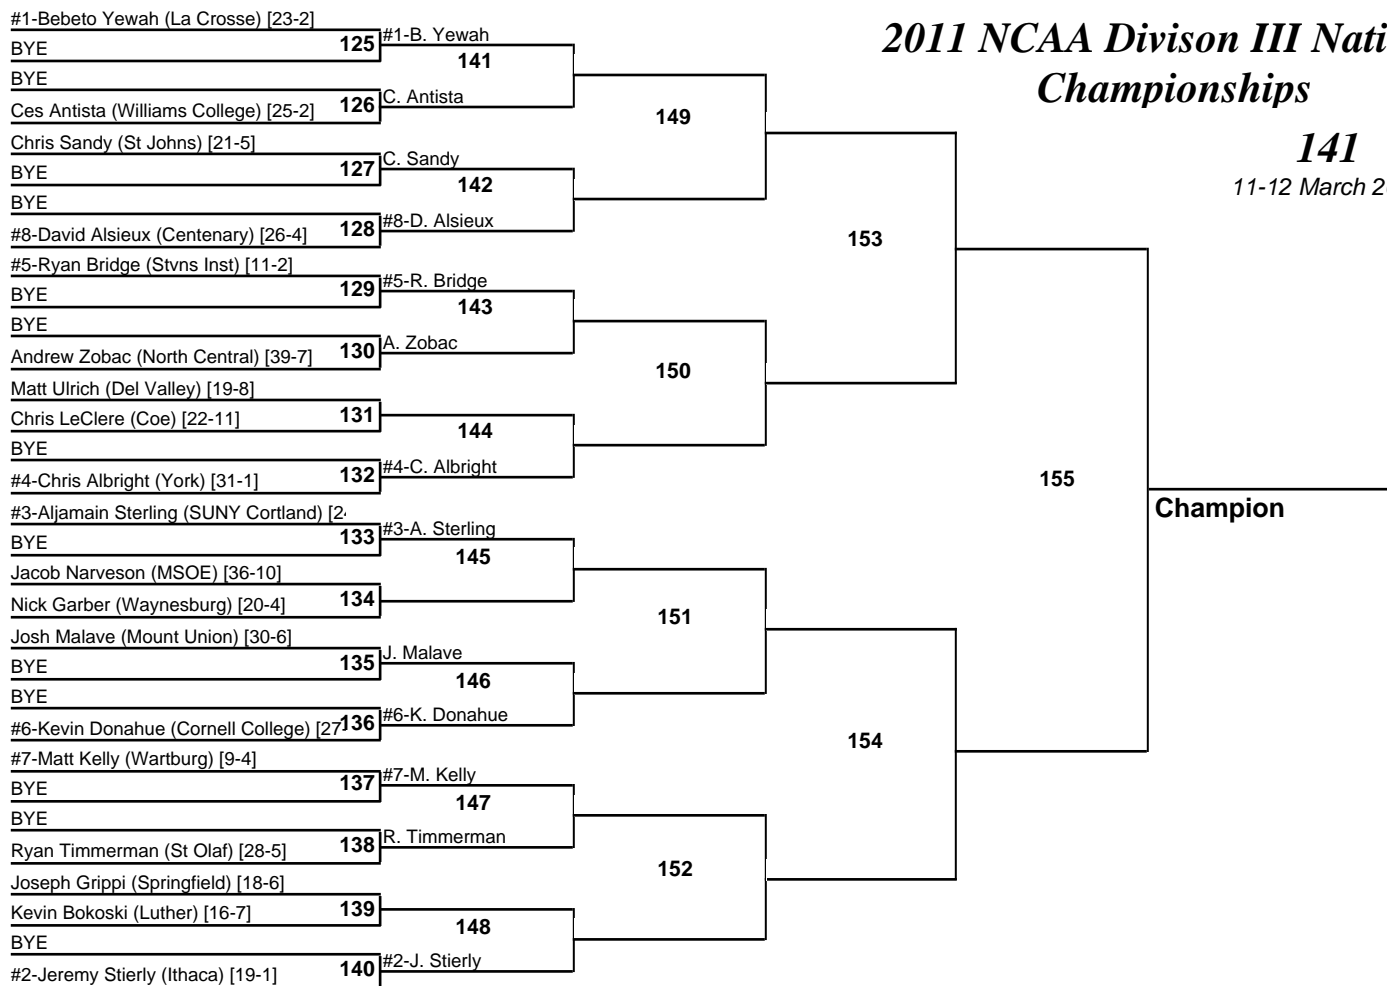 2011 NCAA Divison III Nati
Championships
141
11-12 March 2
#1-Bebeto Yewah (La Crosse) [23-2]
BYE
125
BYE
Ces Antista (Williams College) [25-2]
126
Chris Sandy (St Johns) [21-5]
BYE
127
BYE
#8-David Alsieux (Centenary) [26-4]
128
#5-Ryan Bridge (Stvns Inst) [11-2]
BYE
129
BYE
Andrew Zobac (North Central) [39-7]
130
Matt Ulrich (Del Valley) [19-8]
Chris LeClere (Coe) [22-11]
131
BYE
#4-Chris Albright (York) [31-1]
132
#3-Aljamain Sterling (SUNY Cortland) [2
BYE
133
Jacob Narveson (MSOE) [36-10]
Nick Garber (Waynesburg) [20-4]
134
Josh Malave (Mount Union) [30-6]
BYE
135
BYE
#6-Kevin Donahue (Cornell College) [27
136
#7-Matt Kelly (Wartburg) [9-4]
BYE
137
BYE
Ryan Timmerman (St Olaf) [28-5]
138
Joseph Grippi (Springfield) [18-6]
Kevin Bokoski (Luther) [16-7]
139
BYE
#2-Jeremy Stierly (Ithaca) [19-1]
140
#1-B. Yewah
141
C. Antista
C. Sandy
142
#8-D. Alsieux
#5-R. Bridge
143
A. Zobac
144
#4-C. Albright
#3-A. Sterling
145
J. Malave
146
#6-K. Donahue
#7-M. Kelly
147
R. Timmerman
148
#2-J. Stierly
149
150
151
152
153
154
155
Champion